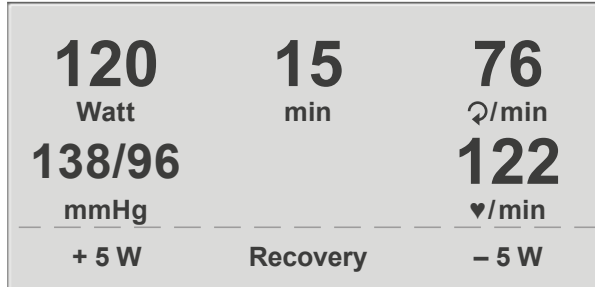 120 15 76
Watt min ⟳/min
138/96 122
mmHg ♥/min
+ 5 W Recovery – 5 W